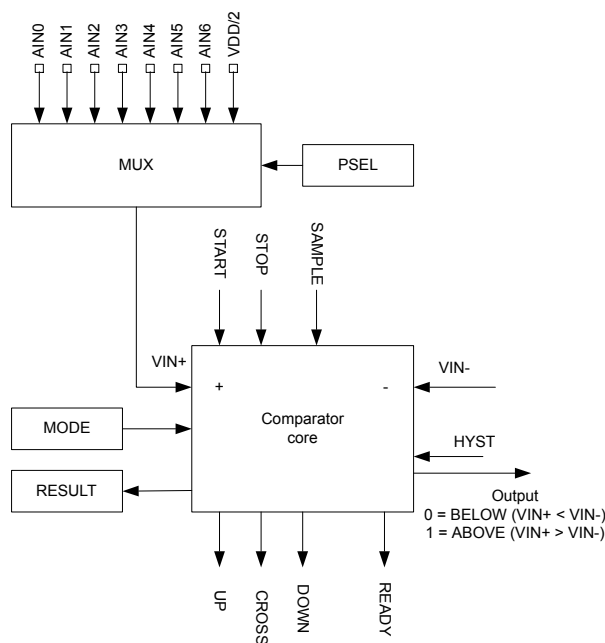 AIN0
AIN1
AIN2
AIN3
AIN4
AIN5
AIN6
VDD/2
MUX
PSEL
START
STOP
SAMPLE
VIN+
VIN-
+
-
MODE
Comparator
core
HYST
RESULT
Output
0 = BELOW (VIN+ < VIN-)
1 = ABOVE (VIN+ > VIN-)
UP
CROSS
DOWN
READY